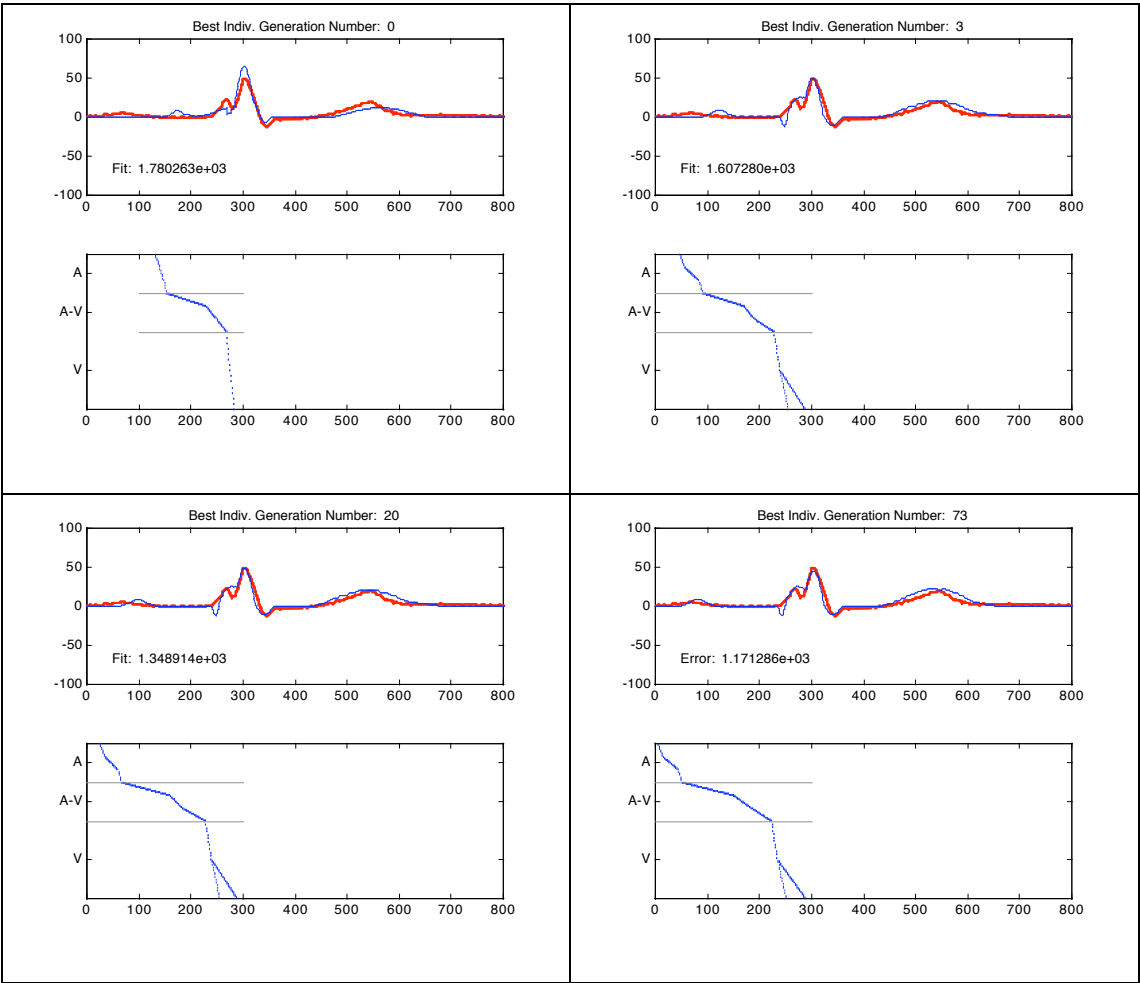 Best Indiv. Generation Number: 0
100
50
0
-50
-100
Fit: 1.780263e+03
0 100 200 300 400 500 600 700 800
A
A-V
V
0 100 200 300 400 500 600 700 800
Best Indiv. Generation Number: 3
100
50
0
-50
-100
Fit: 1.607280e+03
0 100 200 300 400 500 600 700 800
A
A-V
V
0 100 200 300 400 500 600 700 800
Best Indiv. Generation Number: 20
100
50
0
-50
-100
Fit: 1.348914e+03
0 100 200 300 400 500 600 700 800
A
A-V
V
0 100 200 300 400 500 600 700 800
Best Indiv. Generation Number: 73
100
50
0
-50
-100
Error: 1.171286e+03
0 100 200 300 400 500 600 700 800
A
A-V
V
0 100 200 300 400 500 600 700 800